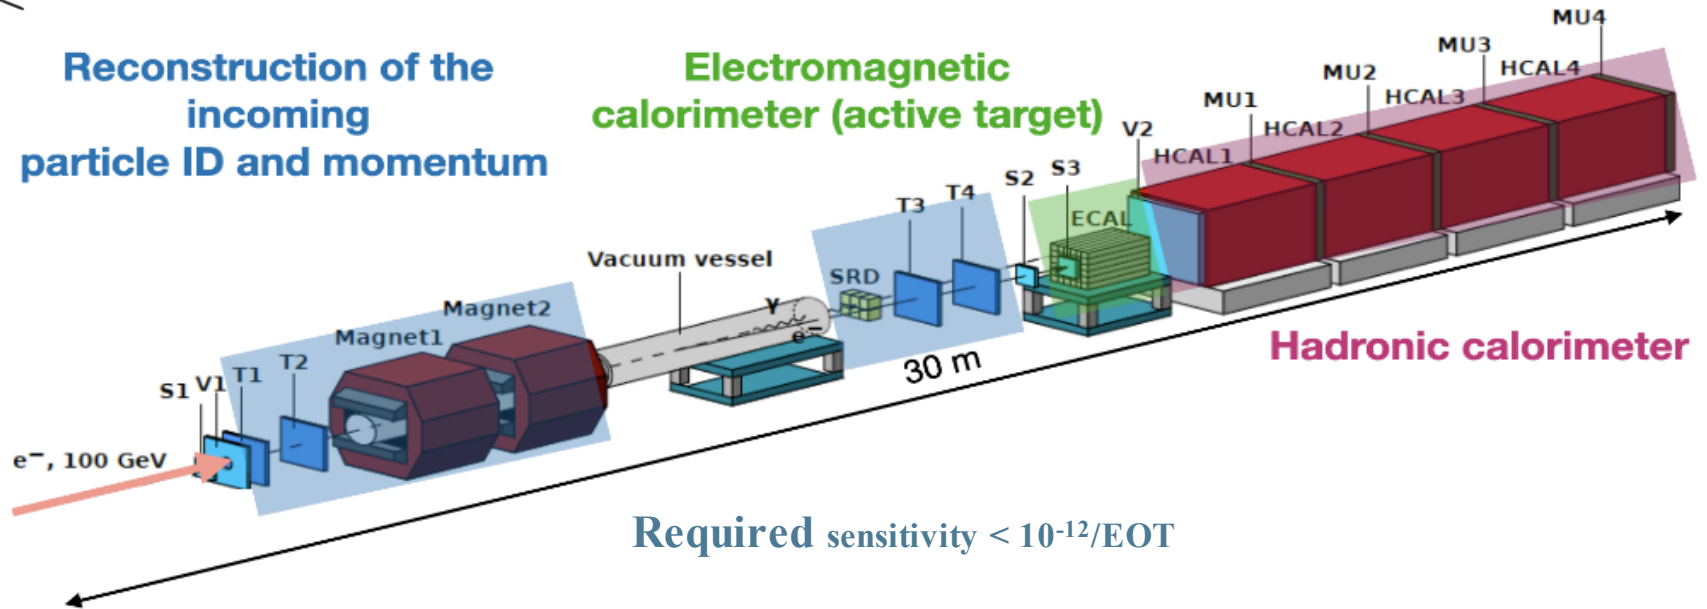 Reconstruction of the
incoming
particle ID and momentum
Electromagnetic
calorimeter (active target)
MU4
MU3
HCAL4
MU2
HCAL3
MU1
HCAL2
V2
HCAL1
S3
S2
T4
T3
ECAL
Vacuum vessel
SRD
γ
e⁻
Magnet2
Magnet1
T2
T1
V1
S1
30 m
Hadronic calorimeter
e⁻, 100 GeV
Required sensitivity < 10⁻¹²/EOT